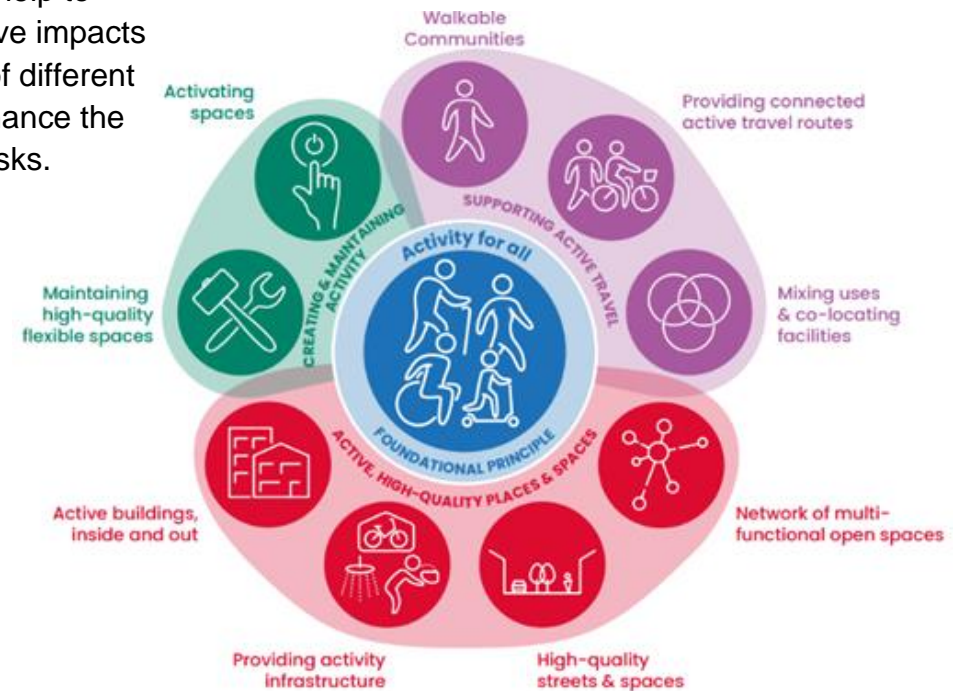 help to
ve impacts
of different
ance the
sks.
Walkable
Communities
Activating
spaces
Providing connected
active travel routes
SUPPORTING ACTIVE TRAVEL
CREATING & MAINTAINING
ACTIVITY
Activity for all
Maintaining
high-quality
flexible spaces
Mixing uses
& co-locating
facilities
FOUNDATIONAL PRINCIPLE
ACTIVE, HIGH-QUALITY PLACES & SPACES
Active buildings,
inside and out
Network of multi-
functional open spaces
Providing activity
infrastructure
High-quality
streets & spaces